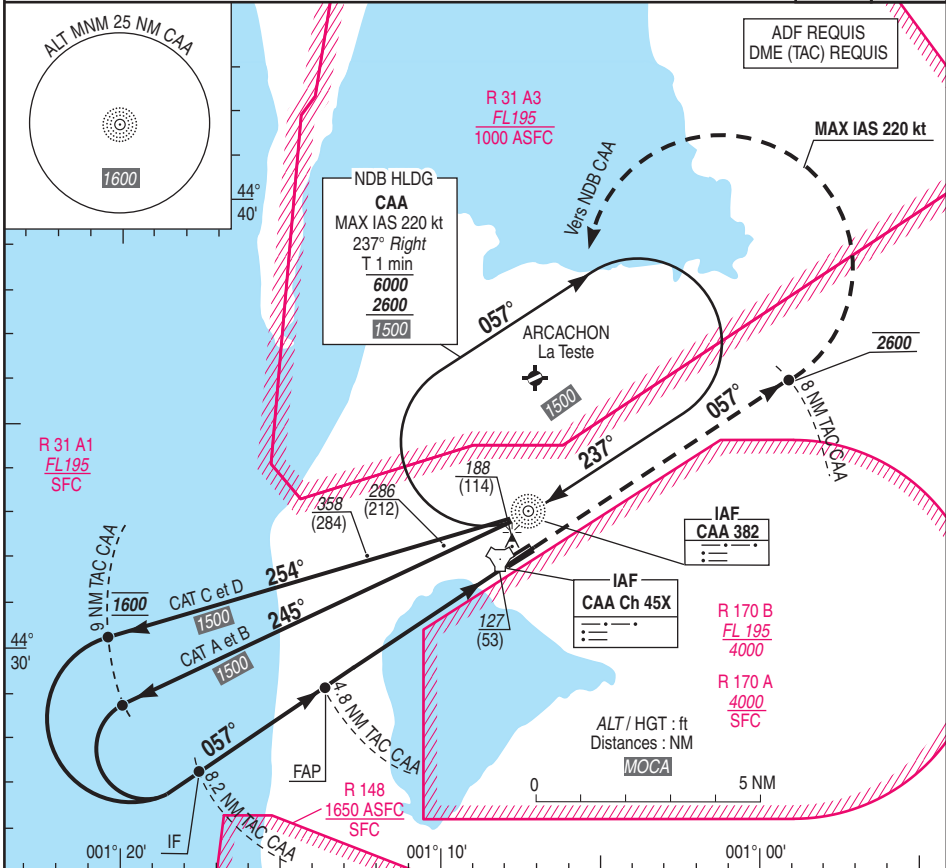 ALT MNM 25 NM CAA
1600
44°
40'
ADF REQUIS
DME (TAC) REQUIS
R 31 A3
FL195
1000 ASFC
MAX IAS 220 kt
Vers NDB CAA
NDB HLDG
CAA
MAX IAS 220 kt
237° Right
T 1 min
6000
2600
1500
057°
ARCACHON
La Teste
1500
2600
057°
8 NM TAC CAA
237°
R 31 A1
FL195
SFC
188
(114)
286
(212)
358
(284)
IAF
CAA 382
IAF
CAA Ch 45X
9 NM TAC CAA
1600
254°
CAT C et D
1500
245°
CAT A et B
1500
127
(53)
44°
30'
R 170 B
FL 195
4000
R 170 A
4000
SFC
057°
4.8 NM TAC CAA
FAP
ALT / HGT : ft
Distances : NM
MOCA
0 5 NM
R 148
1650 ASFC
SFC
8.2 NM TAC CAA
IF
001° 20' 001° 10' 001° 00'